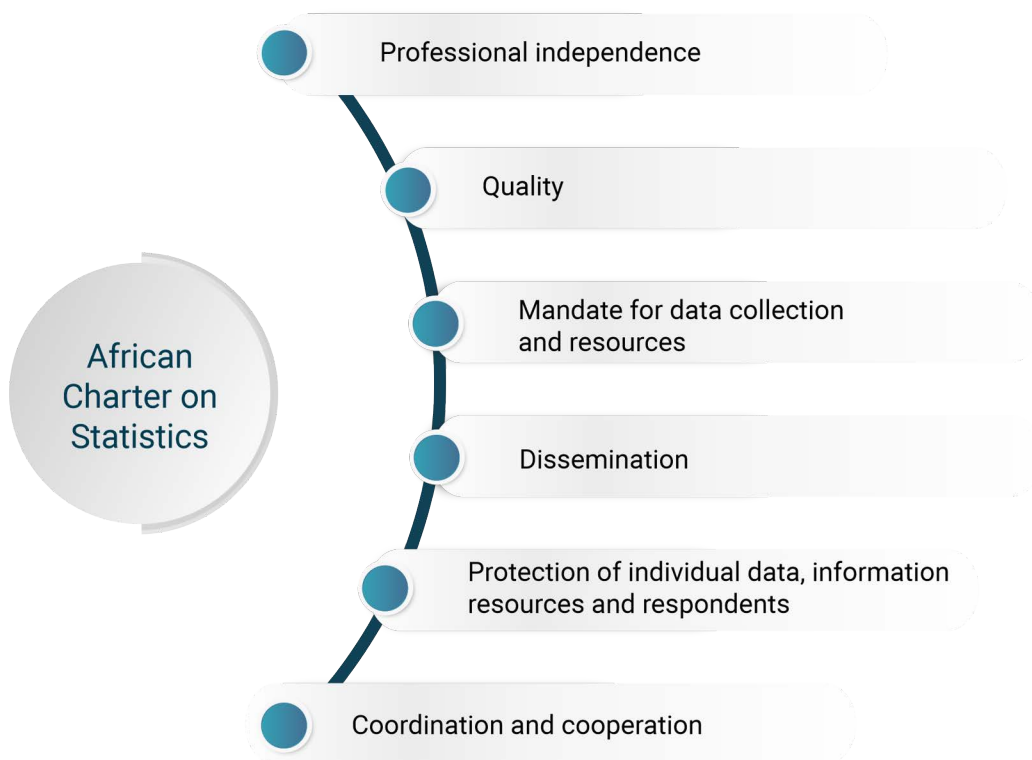 African
Charter on
Statistics
Professional independence
Quality
Mandate for data collection
and resources
Dissemination
Protection of individual data, information
resources and respondents
Coordination and cooperation